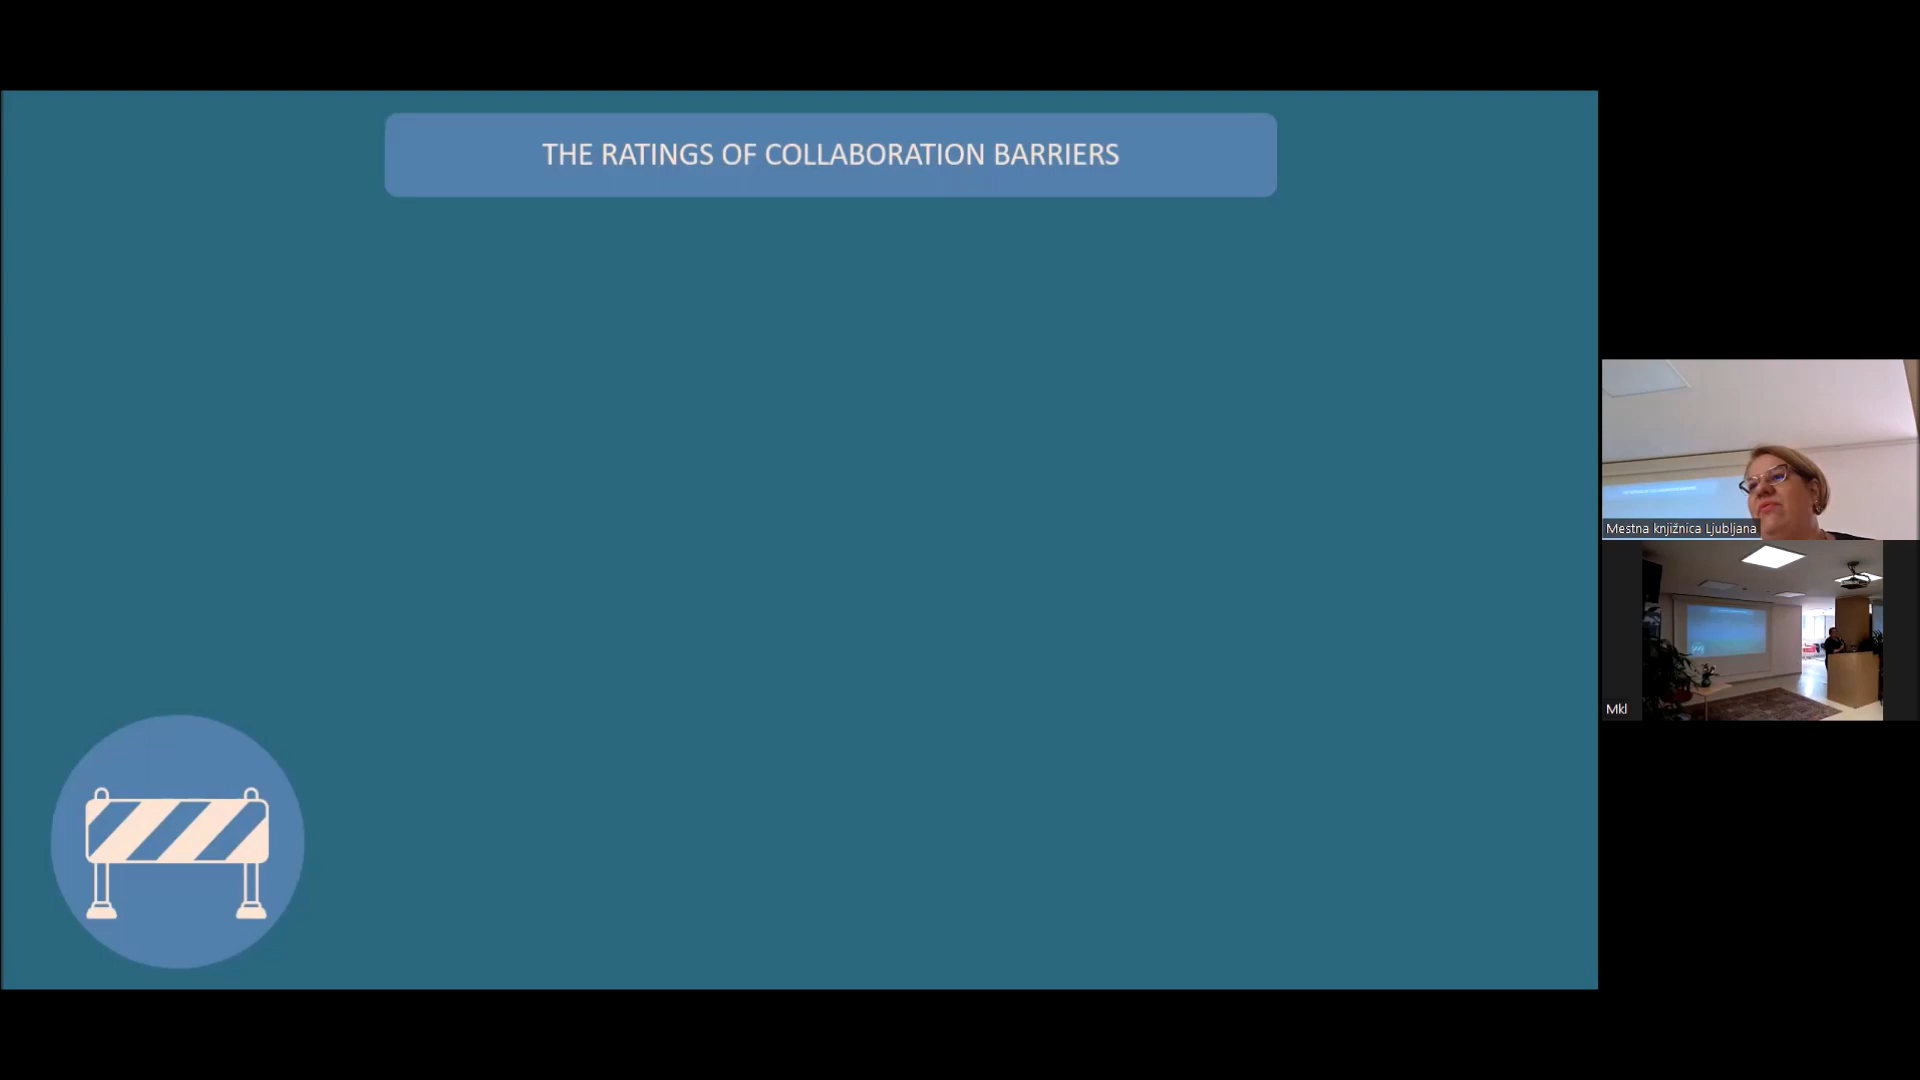 THE RATINGS OF COLLABORATION BARRIERS
Mestna knjižnica Ljubljana
Mkl